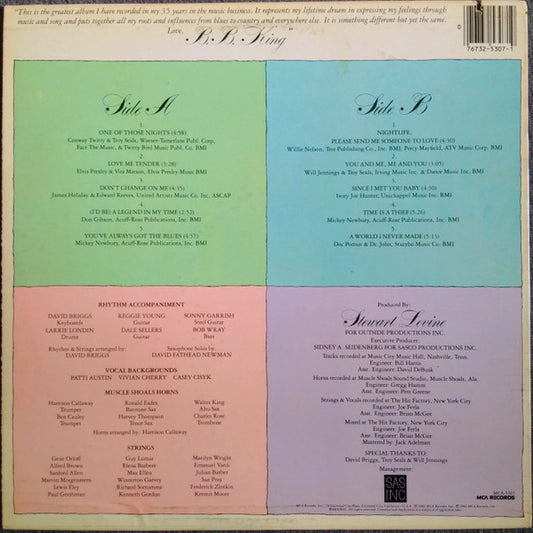 "This is the greatest album I have recorded in my 35 years in the music business. It represents my lifetime dream in expressing my feelings through
music and song and puts together all my roots and influences from blues to country and everywhere else. It is something different but yet the same.
Love,
B.B. King"
0
76732-5307-1
Side A
1.
ONE OF THOSE NIGHTS (4:58)
Conway Twitty & Troy Seals, Warner-Tamerlane Publ. Corp,
Face The Music, & Twitty Bird Music Publ. Co. BMI
2.
LOVE ME TENDER (3:28)
Elvis Presley & Vera Matson, Elvis Presley Music BMI
3.
DON'T CHANGE ON ME (4:15)
James Holiday & Edward Reeves, United Artists Music Co. Inc. ASCAP
4.
(I'D BE) A LEGEND IN MY TIME (2:52)
Don Gibson, Acuff-Rose Publications, Inc. BMI
5.
YOU'VE ALWAYS GOT THE BLUES (4:57)
Mickey Newbury, Acuff-Rose Publications, Inc. BMI
Side B
1.
NIGHTLIFE,
PLEASE SEND ME SOMEONE TO LOVE (4:30)
Willie Nelson, Tree Publishing Co., Inc. BMI, Percy Mayfield, ATV Music Corp. BMI
2.
YOU AND ME, ME AND YOU (3:05)
Will Jennings & Troy Seals, Irving Music Inc. & Danor Music Inc. BMI
3.
SINCE I MET YOU BABY (4:50)
Ivory Joe Hunter, Unichappel Music Inc. BMI
4.
TIME IS A THIEF (5:26)
Mickey Newbury, Acuff-Rose Publications, Inc. BMI
5.
A WORLD I NEVER MADE (5:13)
Doc Pomus & Dr. John, Stazybo Music Co. BMI
RHYTHM ACCOMPANIMENT
DAVID BRIGGS REGGIE YOUNG SONNY GARRISH
Keyboards Guitar Steel Guitar
LARRIE LONDIN DALE SELLERS BOB WRAY
Drums Guitar Bass
Rhythm & Strings arranged by: Saxophone Solos by:
DAVID BRIGGS DAVID FATHEAD NEWMAN
VOCAL BACKGROUNDS
PATTI AUSTIN VIVIAN CHERRY CASEY CISYK
MUSCLE SHOALS HORNS
Harrison Calloway Ronald Eades Walter King
Trumpet Baritone Sax Alto Sax
Ben Cauley Harvey Thompson Charles Rose
Trumpet Tenor Sax Trombone
Horns arranged by: Harrison Calloway
STRINGS
Gene Orloff Guy Lumia Marilyn Wright
Alfred Brown Elena Barbere Emanuel Vardi
Sanford Allen Max Ellen Julian Barber
Marvin Morgenstern Winterton Garvey Sue Pray
Lewis Eley Richard Sortomme Frederick Zlotkin
Paul Gershman Kenneth Gordon Kermit Moore
Produced By:
Stewart Levine
FOR OUTSIDE PRODUCTIONS INC.
Executive Producer:
SIDNEY A. SEIDENBERG FOR SASCO PRODUCTIONS INC.
Tracks recorded at Music City Music Hall, Nashville, Tenn.
Engineer: Bill Harris
Asst. Engineer: David DeBusk
Horns recorded at Muscle Shoals Sound Studio, Muscle Shoals, Ala.
Engineer: Gregg Hamm
Asst. Engineer: Pete Greene
Strings & Vocals recorded at The Hit Factory, New York City
Engineer: Joe Ferla
Asst. Engineer: Brian McGee
Mixed at The Hit Factory, New York City
Engineer: Joe Ferla
Asst. Engineer: Brian McGee
Mastered by: Jack Adelman
SPECIAL THANKS TO:
David Briggs, Troy Seals & Will Jennings
Management:
SAS
INC
MCA-5307
MCA RECORDS